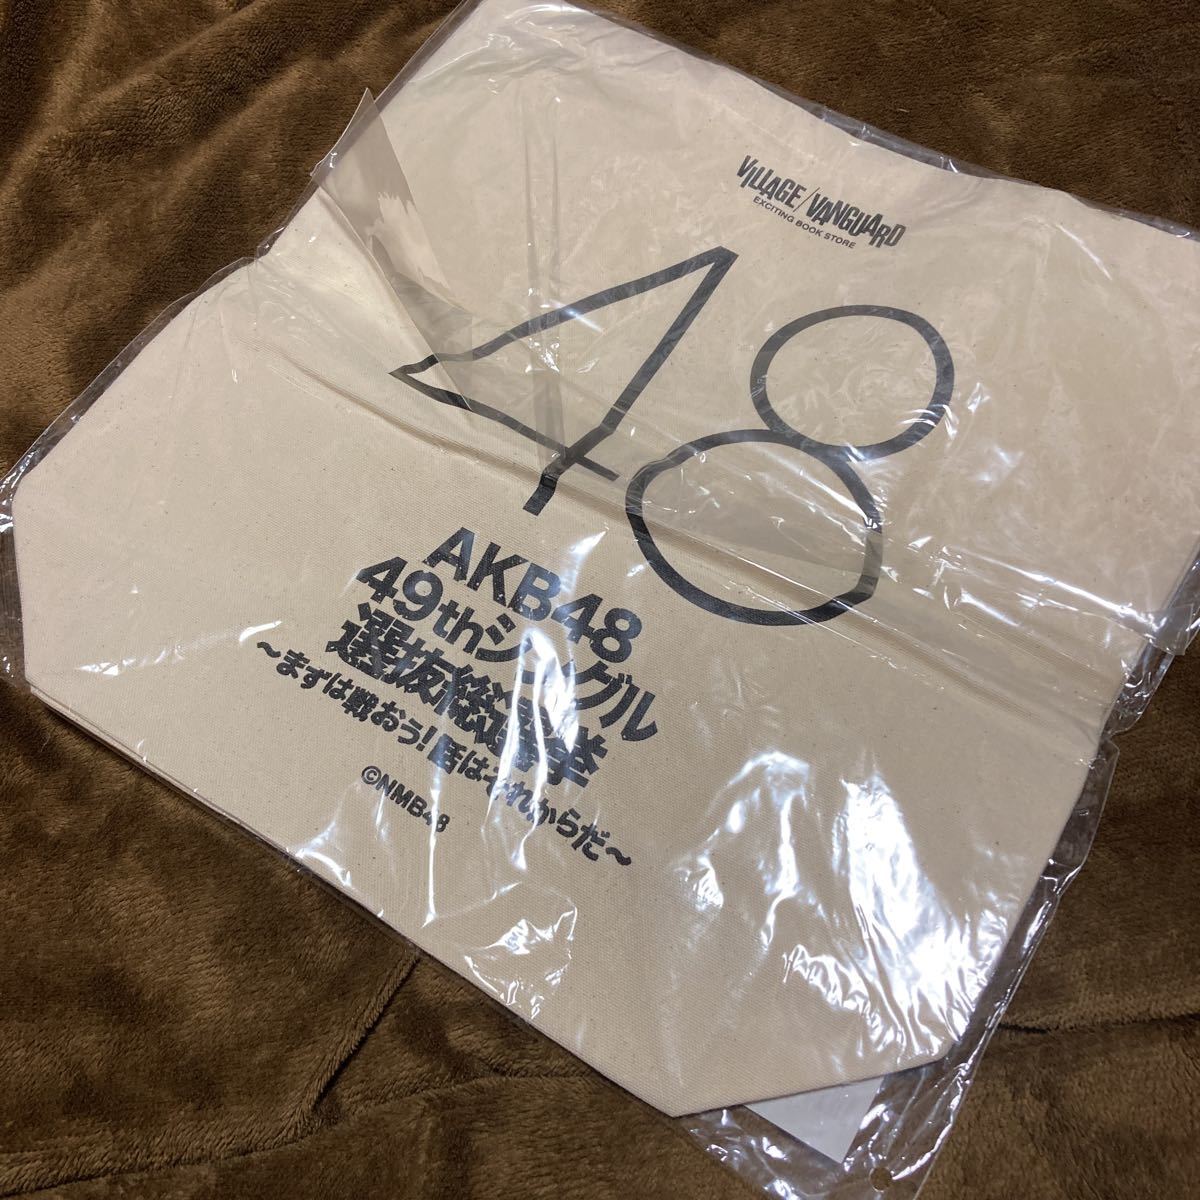 VILLAGE/VANGUARD
EXCITING BOOK STORE
48
AKB48
49thシングル
選抜総選挙
～まずは戦おう！話はそれからだ～
©NMB48